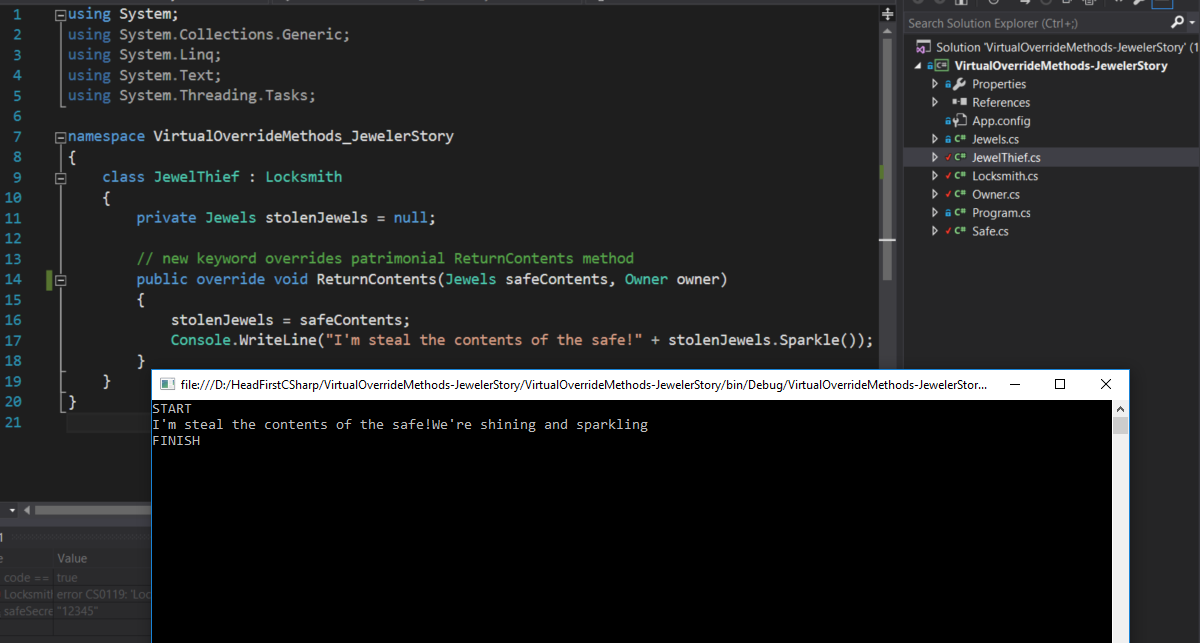 1 using System;
2 using System.Collections.Generic;
3 using System.Linq;
4 using System.Text;
5 using System.Threading.Tasks;
6
7 namespace VirtualOverrideMethods_JewelerStory
8 {
9 class JewelThief : Locksmith
10 {
11 private Jewels stolenJewels = null;
12
13 // new keyword overrides patrimonial ReturnContents method
14 public override void ReturnContents(Jewels safeContents, Owner owner)
15 {
16 stolenJewels = safeContents;
17 Console.WriteLine("I'm steal the contents of the safe!" + stolenJewels.Sparkle());
18 }
19 }
20 }
21
Search Solution Explorer (Ctrl+;)
Solution 'VirtualOverrideMethods-JewelerStory' (1
VirtualOverrideMethods-JewelerStory
Properties
References
App.config
C# Jewels.cs
C# JewelThief.cs
C# Locksmith.cs
C# Owner.cs
C# Program.cs
C# Safe.cs
file:///D:/HeadFirstCSharp/VirtualOverrideMethods-JewelerStory/VirtualOverrideMethods-JewelerStory/bin/Debug/VirtualOverrideMethods-JewelerStor...
START
I'm steal the contents of the safe!We're shining and sparkling
FINISH
Value
code == true
Locksmit error CS0119: 'Loc
safeSecre "12345"